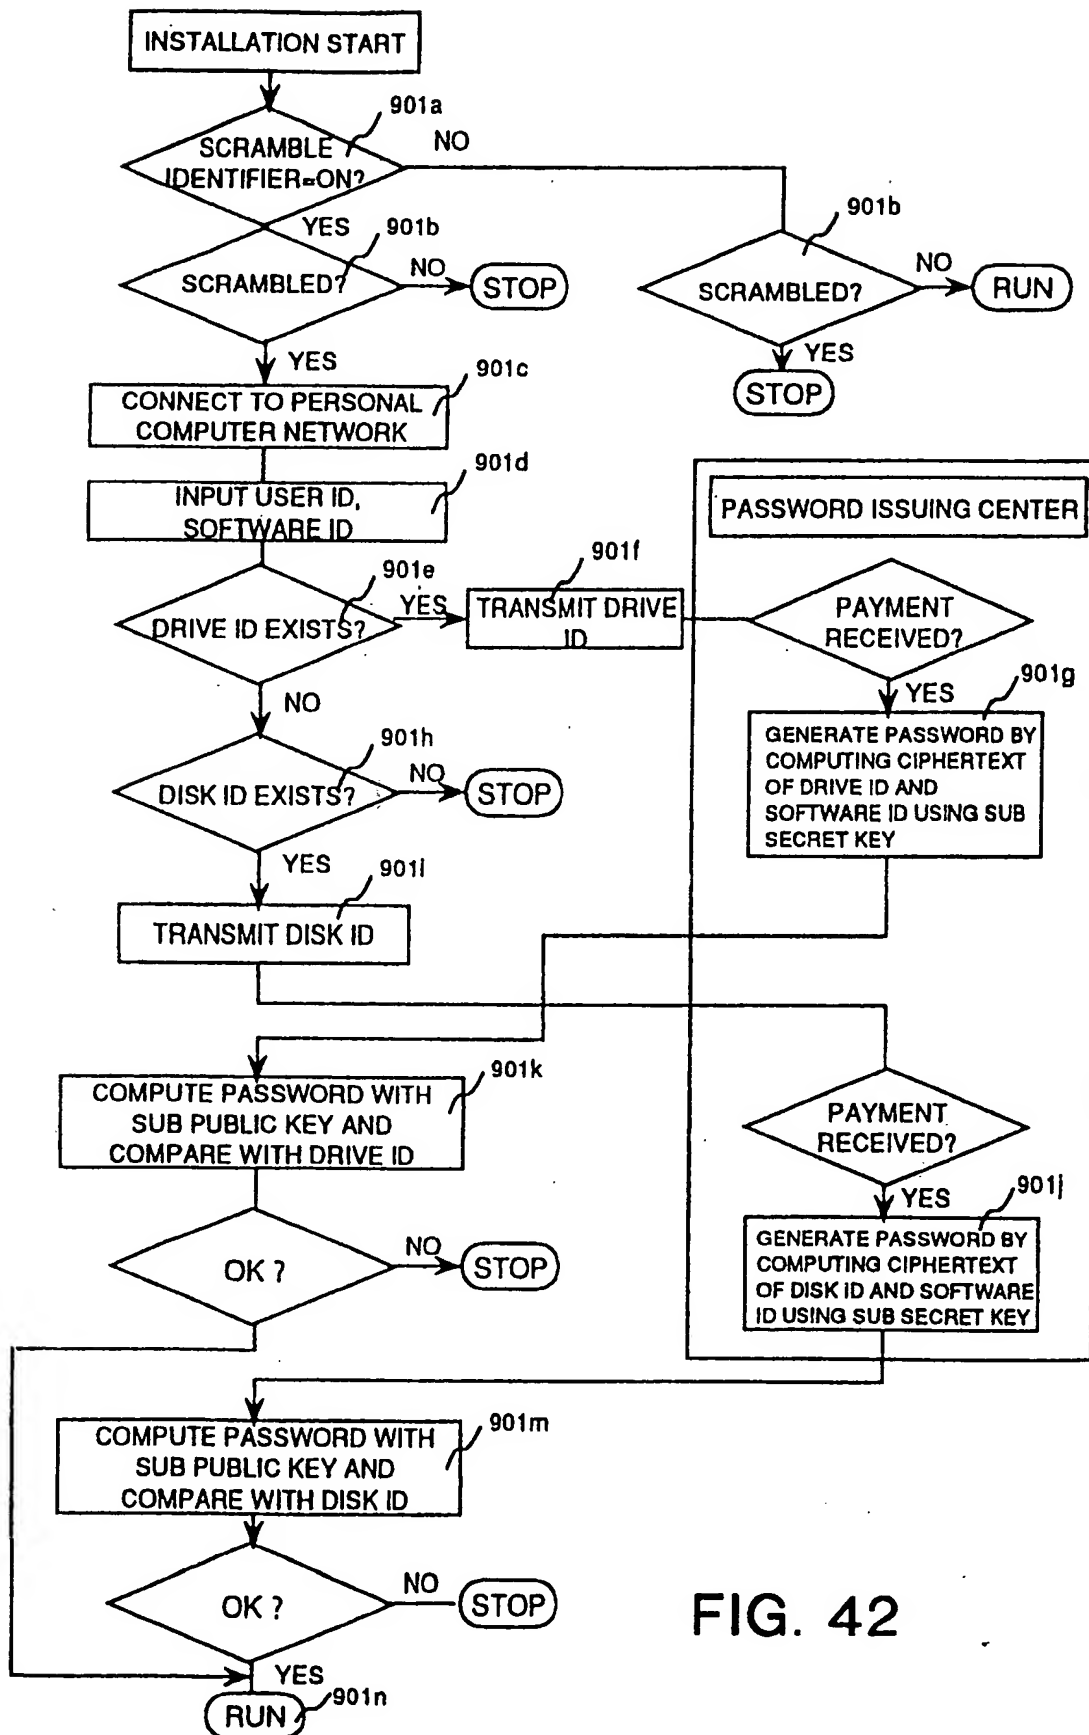 INSTALLATION START
901a
SCRAMBLE
IDENTIFIER=ON?
NO
YES
901b
SCRAMBLED?
NO
STOP
901b
SCRAMBLED?
NO
RUN
YES
STOP
YES
901c
CONNECT TO PERSONAL
COMPUTER NETWORK
901d
INPUT USER ID,
SOFTWARE ID
PASSWORD ISSUING CENTER
901e
DRIVE ID EXISTS?
YES
901f
TRANSMIT DRIVE
ID
PAYMENT
RECEIVED?
YES
901g
GENERATE PASSWORD BY
COMPUTING CIPHERTEXT
OF DRIVE ID AND
SOFTWARE ID USING SUB
SECRET KEY
NO
901h
DISK ID EXISTS?
NO
STOP
YES
901i
TRANSMIT DISK ID
901k
COMPUTE PASSWORD WITH
SUB PUBLIC KEY AND
COMPARE WITH DRIVE ID
PAYMENT
RECEIVED?
YES
901j
GENERATE PASSWORD BY
COMPUTING CIPHERTEXT
OF DISK ID AND SOFTWARE
ID USING SUB SECRET KEY
OK ?
NO
STOP
901m
COMPUTE PASSWORD WITH
SUB PUBLIC KEY AND
COMPARE WITH DISK ID
OK ?
NO
STOP
YES
RUN
901n
FIG. 42